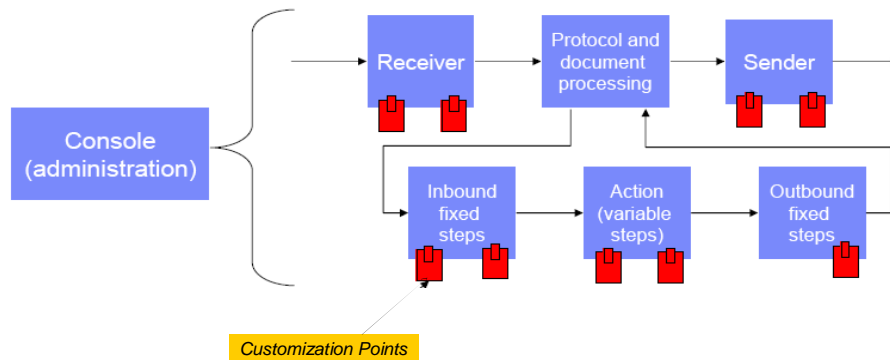 Receiver
Protocol and
document
processing
Sender
Console
(administration)
Inbound
fixed
steps
Action
(variable
steps)
Outbound
fixed
steps
Customization Points